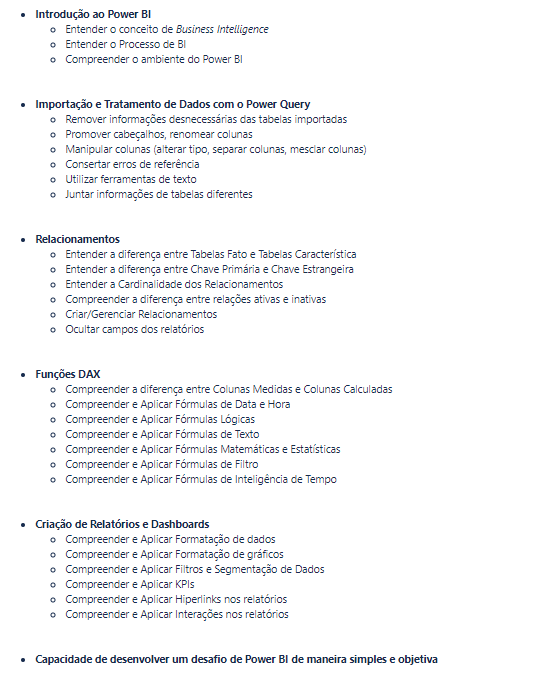 Introdução ao Power BI
Entender o conceito de Business Intelligence
Entender o Processo de BI
Compreender o ambiente do Power BI
Importação e Tratamento de Dados com o Power Query
Remover informações desnecessárias das tabelas importadas
Promover cabeçalhos, renomear colunas
Manipular colunas (alterar tipo, separar colunas, mesclar colunas)
Consertar erros de referência
Utilizar ferramentas de texto
Juntar informações de tabelas diferentes
Relacionamentos
Entender a diferença entre Tabelas Fato e Tabelas Característica
Entender a diferença entre Chave Primária e Chave Estrangeira
Entender a Cardinalidade dos Relacionamentos
Compreender a diferença entre relações ativas e inativas
Criar/Gerenciar Relacionamentos
Ocultar campos dos relatórios
Funções DAX
Compreender a diferença entre Colunas Medidas e Colunas Calculadas
Compreender e Aplicar Fórmulas de Data e Hora
Compreender e Aplicar Fórmulas Lógicas
Compreender e Aplicar Fórmulas de Texto
Compreender e Aplicar Fórmulas Matemáticas e Estatísticas
Compreender e Aplicar Fórmulas de Filtro
Compreender e Aplicar Fórmulas de Inteligência de Tempo
Criação de Relatórios e Dashboards
Compreender e Aplicar Formatação de dados
Compreender e Aplicar Formatação de gráficos
Compreender e Aplicar Filtros e Segmentação de Dados
Compreender e Aplicar KPIs
Compreender e Aplicar Hiperlinks nos relatórios
Compreender e Aplicar Interações nos relatórios
Capacidade de desenvolver um desafio de Power BI de maneira simples e objetiva